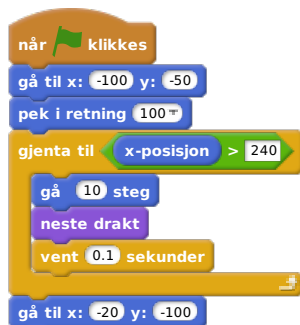 når klikkes
gå til x: -100 y: -50
pek i retning 100
gjenta til x-posisjon > 240
gå 10 steg
neste drakt
vent 0.1 sekunder
gå til x: -20 y: -100